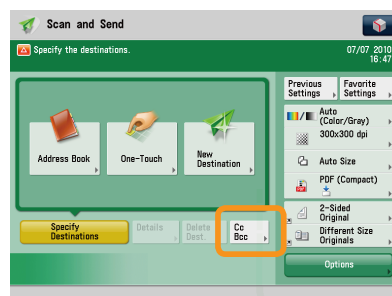 Scan and Send
Specify the destinations.
07/07 2010
16:47
Previous Settings
Favorite Settings
Auto (Color/Gray)
300x300 dpi
Address Book
One-Touch
New Destination
Auto Size
PDF (Compact)
2-Sided Original
Different Size Originals
Specify Destinations
Details
Delete Dest.
Cc
Bcc
Options